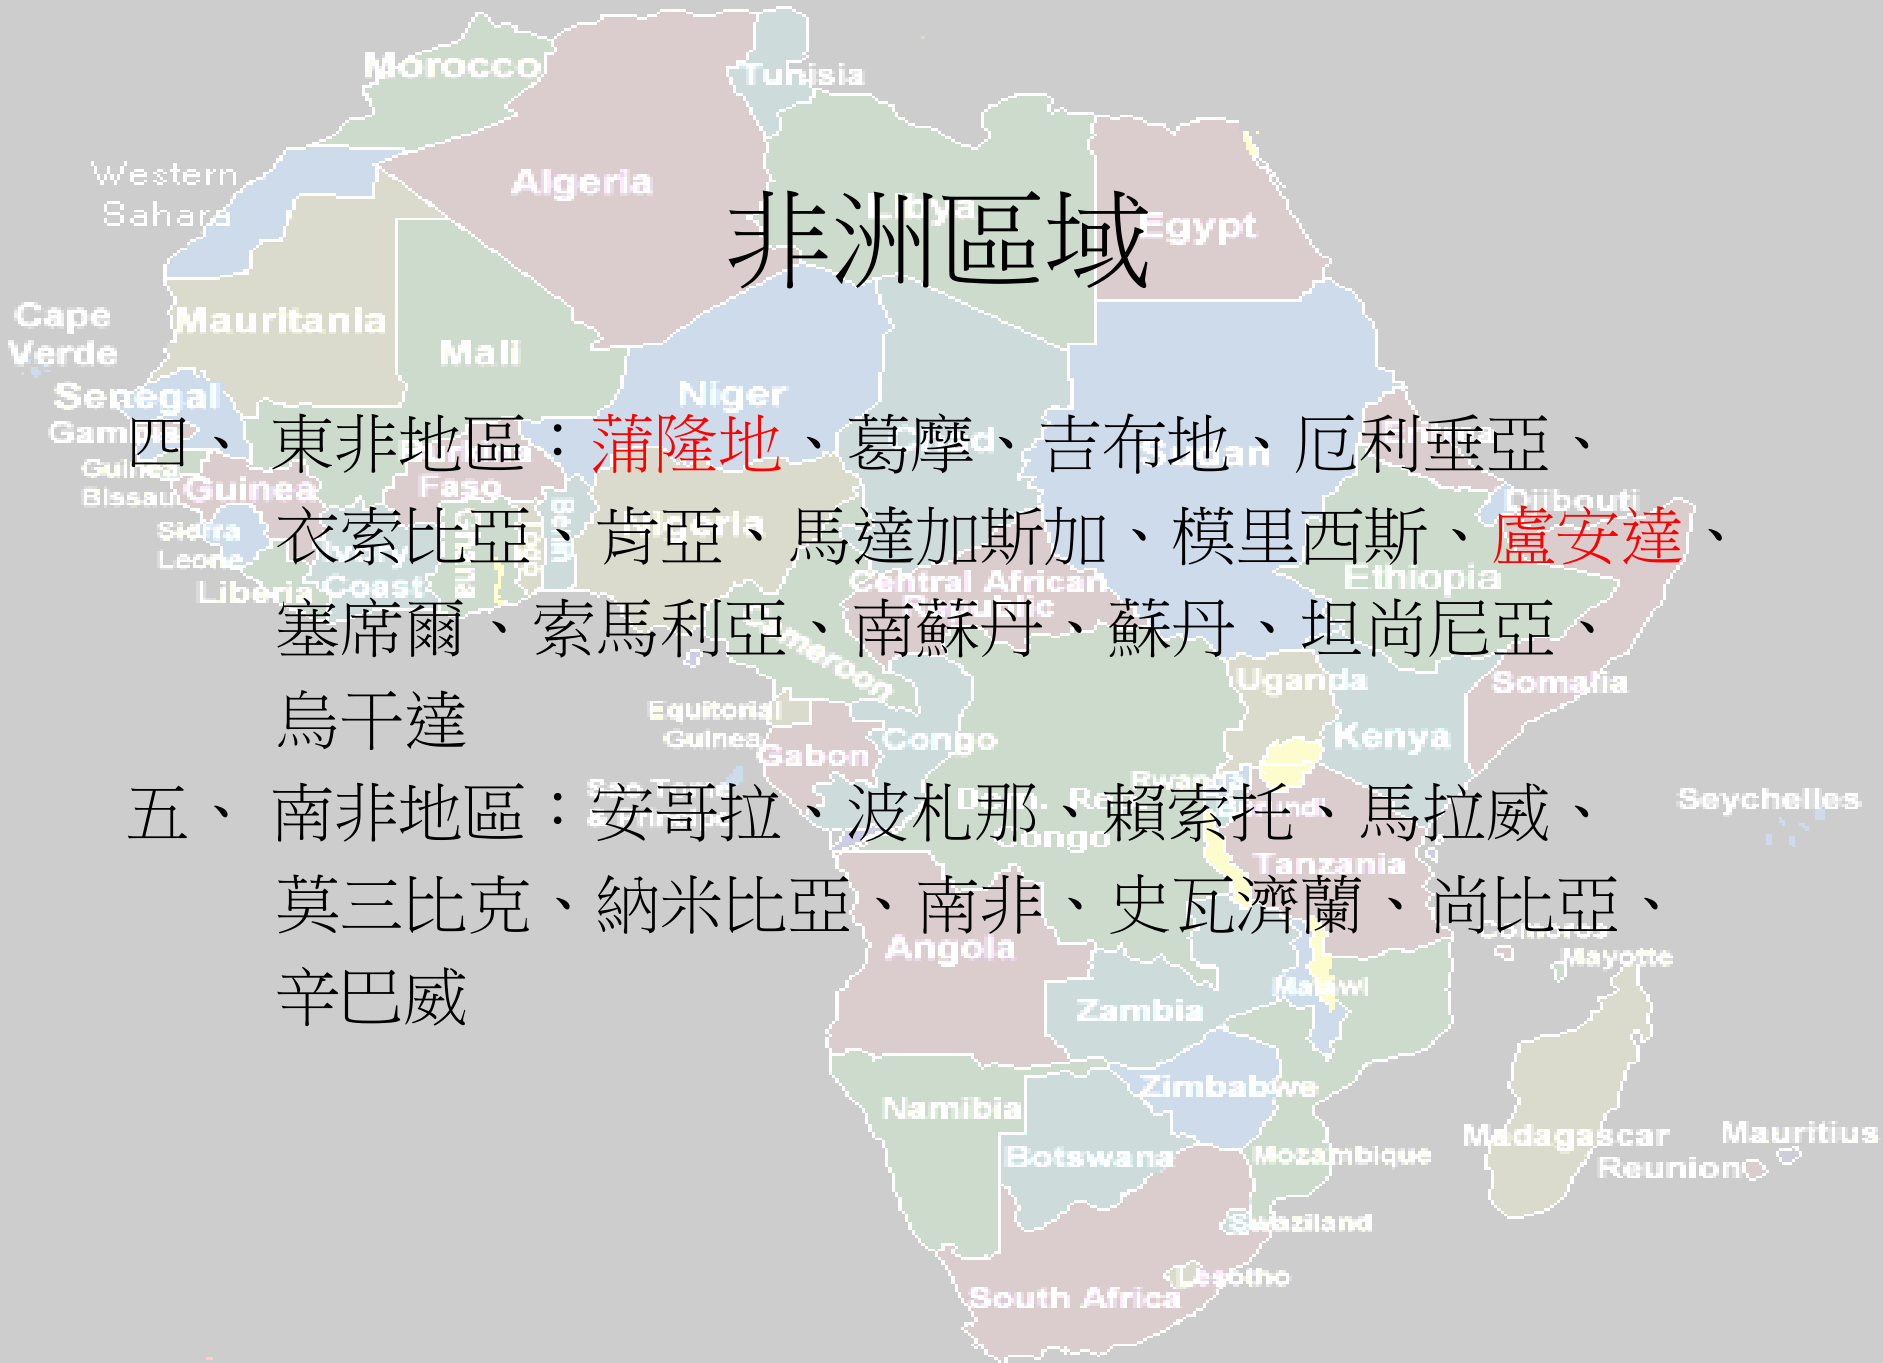 Morocco
Tunisia
Algeria
Western
Sahara
Libya
Egypt
非洲區域
Cape
Verde
Mauritania
Mali
Niger
Senegal
四、 東非地區：蒲隆地、葛摩、吉布地、厄利垂亞、
Guinea
Bissau
Guinea
Faso
Benin
Djibouti
衣索比亞、肯亞、馬達加斯加、模里西斯、盧安達、
Sierra
Leone
Liberia
Coast
Central African
Republic
Ethiopia
塞席爾、索馬利亞、南蘇丹、蘇丹、坦尚尼亞、
Cameroon
Uganda
Somalia
烏干達
Equitorial
Guinea
Gabon
Congo
Kenya
Rwanda
五、 南非地區：安哥拉、波札那、賴索托、馬拉威、
Seychelles
Congo
Tanzania
莫三比克、納米比亞、南非、史瓦濟蘭、尚比亞、
Angola
Comoros
Mayotte
辛巴威
Malawi
Zambia
Zimbabwe
Namibia
Botswana
Mozambique
Madagascar
Mauritius
Reunion
Swaziland
Lesotho
South Africa